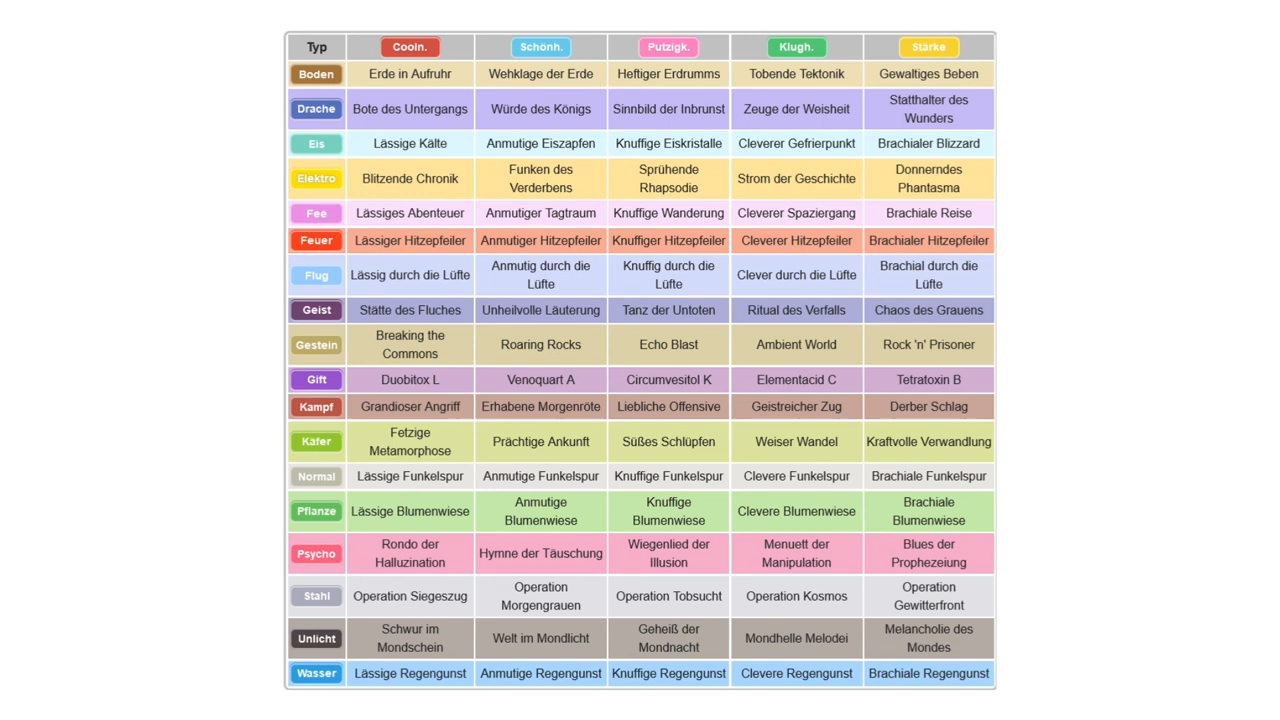 Typ Cooln. Schönh. Putzigk. Klugh. Stärke
Boden Erde in Aufruhr Wehklage der Erde Heftiger Erdrumms Tobende Tektonik Gewaltiges Beben
Drache Bote des Untergangs Würde des Königs Sinnbild der Inbrunst Zeuge der Weisheit Statthalter des
Wunders
Eis Lässige Kälte Anmutige Eiszapfen Knuffige Eiskristalle Cleverer Gefrierpunkt Brachialer Blizzard
Elektro Blitzende Chronik Funken des Verderbens Sprühende Rhapsodie Strom der Geschichte Donnerndes Phantasma
Fee Lässiges Abenteuer Anmutiger Tagtraum Knuffige Wanderung Cleverer Spaziergang Brachiale Reise
Feuer Lässiger Hitzepfeiler Anmutiger Hitzepfeiler Knuffiger Hitzepfeiler Cleverer Hitzepfeiler Brachialer Hitzepfeiler
Flug Lässig durch die Lüfte Anmutig durch die Lüfte Knuffig durch die Lüfte Clever durch die Lüfte Brachial durch die Lüfte
Geist Stätte des Fluches Unheilvolle Läuterung Tanz der Untoten Ritual des Verfalls Chaos des Grauens
Gestein Breaking the Commons Roaring Rocks Echo Blast Ambient World Rock 'n' Prisoner
Gift Duobitox L Venoquart A Circumvesitol K Elementacid C Tetratoxin B
Kampf Grandioser Angriff Erhabene Morgenröte Liebliche Offensive Geistreicher Zug Derber Schlag
Käfer Fetzige Metamorphose Prächtige Ankunft Süßes Schlüpfen Weiser Wandel Kraftvolle Verwandlung
Normal Lässige Funkelspur Anmutige Funkelspur Knuffige Funkelspur Clevere Funkelspur Brachiale Funkelspur
Pflanze Lässige Blumenwiese Anmutige Blumenwiese Knuffige Blumenwiese Clevere Blumenwiese Brachiale Blumenwiese
Psycho Rondo der Halluzination Hymne der Täuschung Wiegenlied der Illusion Menuett der Manipulation Blues der Prophezeiung
Stahl Operation Siegeszug Operation Morgengrauen Operation Tobsucht Operation Kosmos Operation Gewitterfront
Unlicht Schwur im Mondschein Welt im Mondlicht Geheiß der Mondnacht Mondhelle Melodei Melancholie des Mondes
Wasser Lässige Regengunst Anmutige Regengunst Knuffige Regengunst Clevere Regengunst Brachiale Regengunst